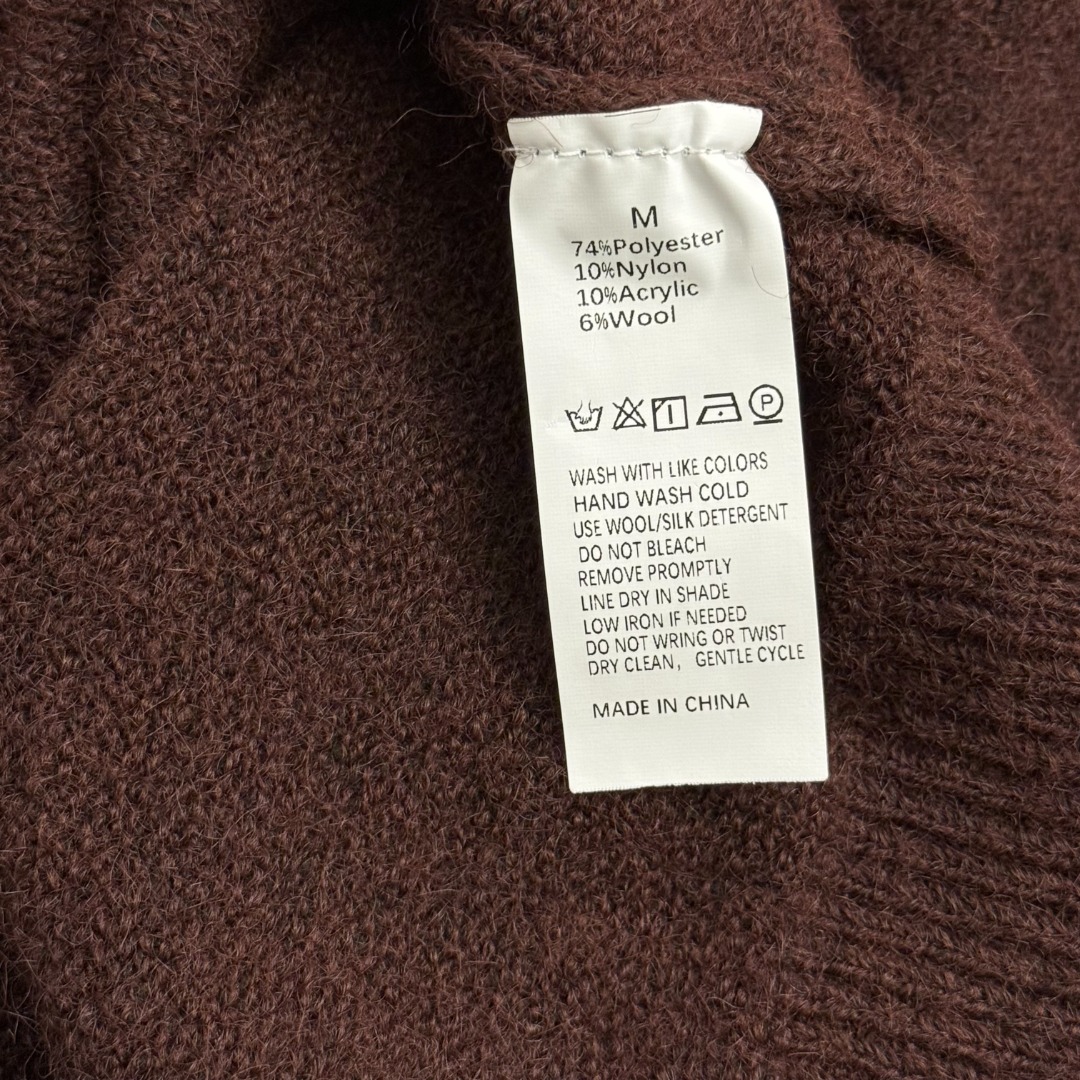 M
74%Polyester
10%Nylon
10%Acrylic
6%Wool
P
WASH WITH LIKE COLORS
HAND WASH COLD
USE WOOL/SILK DETERGENT
DO NOT BLEACH
REMOVE PROMPTLY
LINE DRY IN SHADE
LOW IRON IF NEEDED
DO NOT WRING OR TWIST
DRY CLEAN, GENTLE CYCLE
MADE IN CHINA